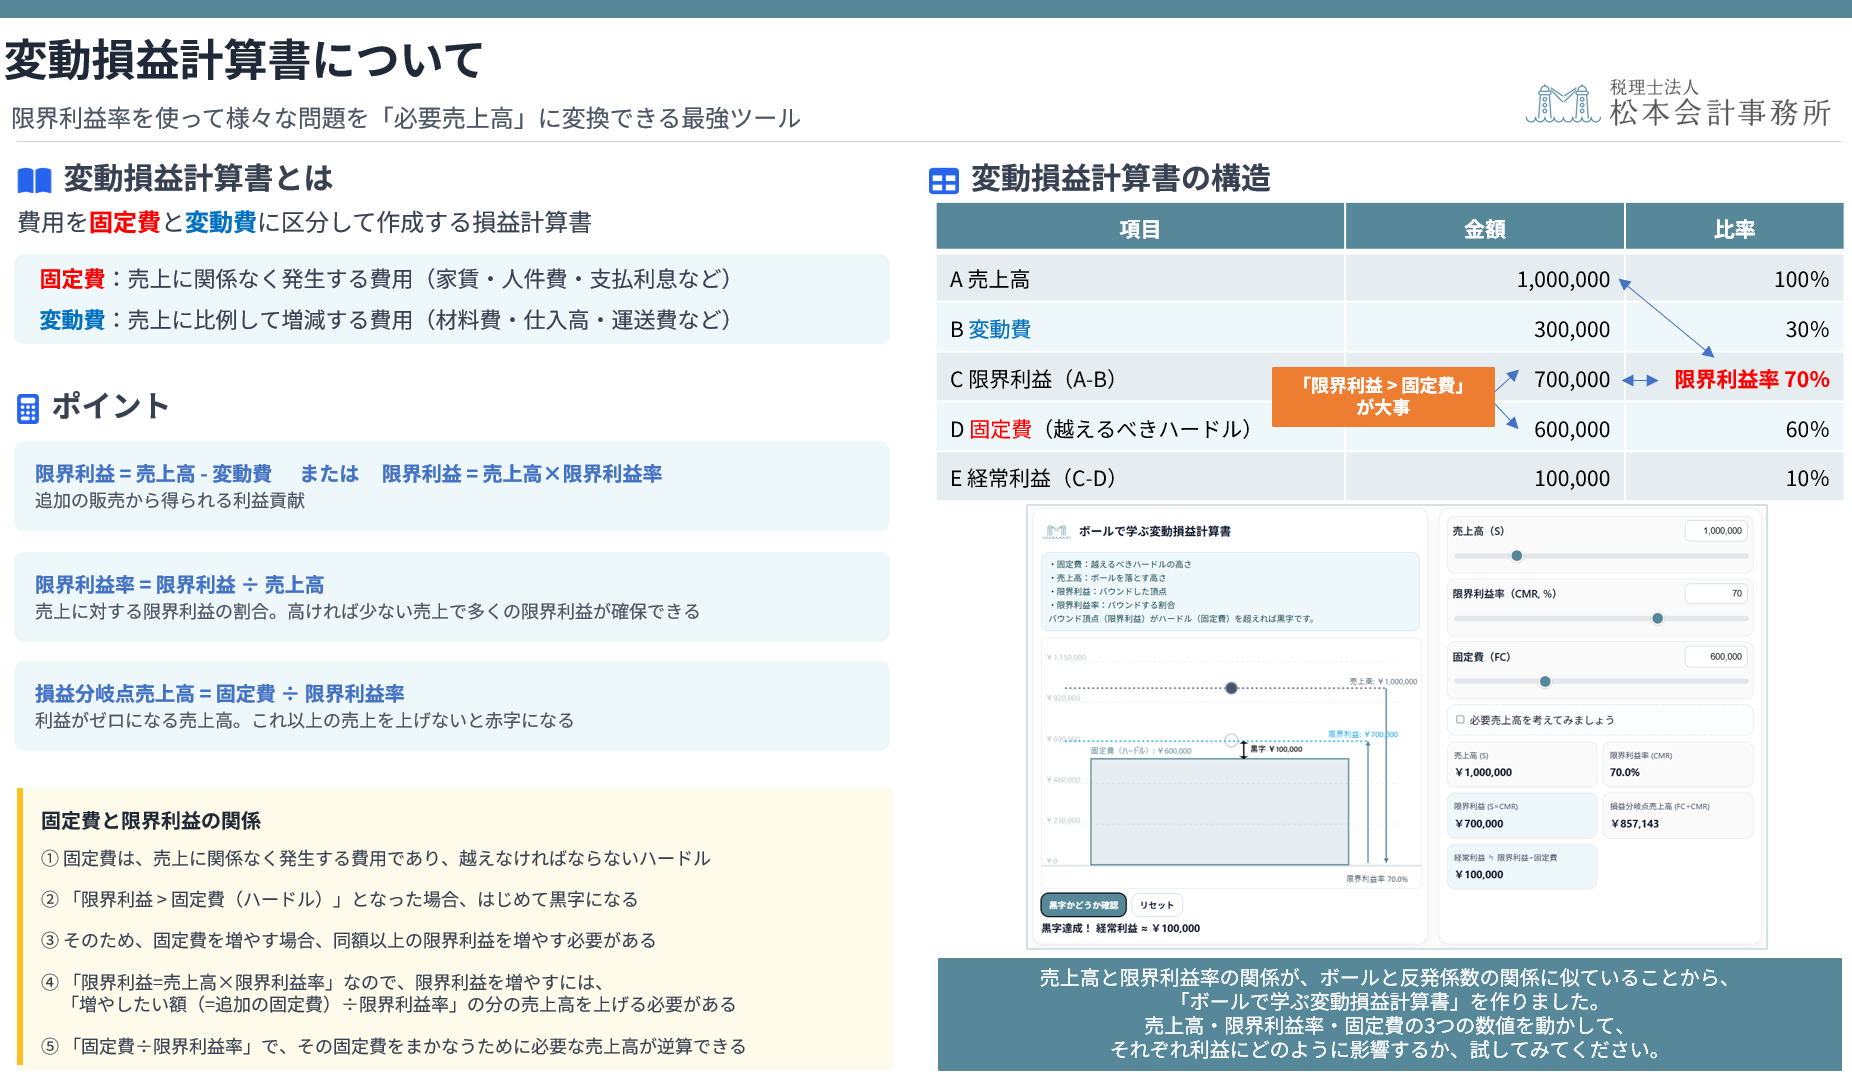 変動損益計算書について
限界利益率を使って様々な問題を「必要売上高」に変換できる最強ツール
税理士法人
松本会計事務所
変動損益計算書とは
費用を固定費と変動費に区分して作成する損益計算書
固定費：売上に関係なく発生する費用（家賃・人件費・支払利息など）
変動費：売上に比例して増減する費用（材料費・仕入高・運送費など）
ポイント
限界利益 = 売上高 - 変動費　または　限界利益 = 売上高×限界利益率
追加の販売から得られる利益貢献
限界利益率 = 限界利益 ÷ 売上高
売上に対する限界利益の割合。高ければ少ない売上で多くの限界利益が確保できる
損益分岐点売上高 = 固定費 ÷ 限界利益率
利益がゼロになる売上高。これ以上の売上を上げないと赤字になる
固定費と限界利益の関係
① 固定費は、売上に関係なく発生する費用であり、越えなければならないハードル
② 「限界利益 > 固定費（ハードル）」となった場合、はじめて黒字になる
③ そのため、固定費を増やす場合、同額以上の限界利益を増やす必要がある
④ 「限界利益=売上高×限界利益率」なので、限界利益を増やすには、
「増やしたい額（=追加の固定費）÷限界利益率」の分の売上高を上げる必要がある
⑤ 「固定費÷限界利益率」で、その固定費をまかなうために必要な売上高が逆算できる
変動損益計算書の構造
項目 金額 比率
A 売上高 1,000,000 100%
B 変動費 300,000 30%
C 限界利益（A-B） 700,000 限界利益率 70%
D 固定費（越えるべきハードル） 600,000 60%
E 経常利益（C-D） 100,000 10%
「限界利益 > 固定費」
が大事
ボールで学ぶ変動損益計算書
・固定費：越えるべきハードルの高さ
・売上高：ボールを落とす高さ
・限界利益：バウンドした頂点
・限界利益率：バウンドする割合
バウンド頂点（限界利益）がハードル（固定費）を超えれば黒字です。
￥1,150,000
売上高: ￥1,000,000
￥920,000
限界利益: ￥700,000
￥690,000
固定費（ハードル）: ￥600,000
黒字 ￥100,000
￥460,000
￥230,000
￥0
限界利益率 70.0%
黒字かどうか確認 リセット
黒字達成！ 経常利益 ≈ ￥100,000
売上高（S） 1,000,000
限界利益率（CMR, %） 70
固定費（FC） 600,000
必要売上高を考えてみましょう
売上高 (S)
￥1,000,000
限界利益率 (CMR)
70.0%
限界利益 (S×CMR)
￥700,000
損益分岐点売上高 (FC÷CMR)
￥857,143
経常利益 ≒ 限界利益−固定費
￥100,000
売上高と限界利益率の関係が、ボールと反発係数の関係に似ていることから、
「ボールで学ぶ変動損益計算書」を作りました。
売上高・限界利益率・固定費の3つの数値を動かして、
それぞれ利益にどのように影響するか、試してみてください。